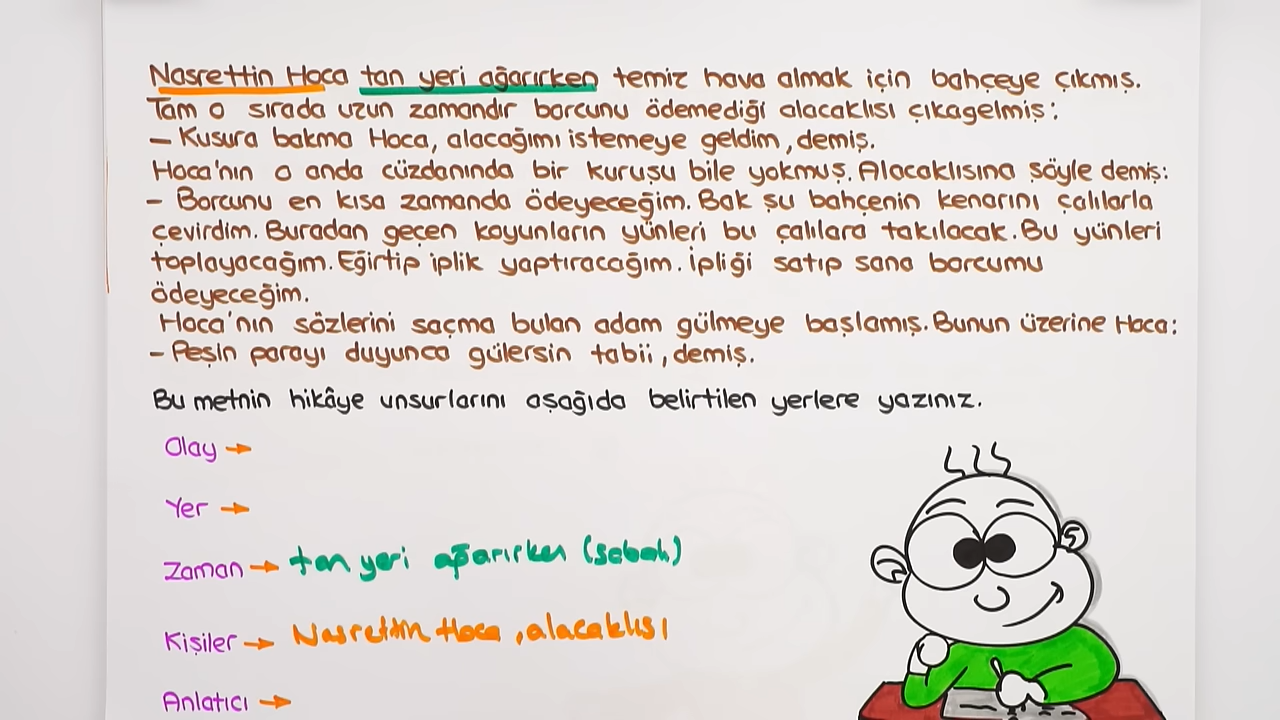 Nasrettin Hoca tan yeri ağarırken temiz hava almak için bahçeye çıkmış.
Tam o sırada uzun zamandır borcunu ödemediği alacaklısı çıkagelmiş:
– Kusura bakma Hoca, alacağımı istemeye geldim, demiş.
Hoca'nın o anda cüzdanında bir kuruşu bile yokmuş. Alacaklısına şöyle demiş:
– Borcunu en kısa zamanda ödeyeceğim. Bak şu bahçenin kenarını çalılarla
çevirdim. Buradan geçen koyunların yünleri bu çalılara takılacak. Bu yünleri
toplayacağım. Eğirtip iplik yaptıracağım. İpliği satıp sana borcumu
ödeyeceğim.
Hoca'nın sözlerini saçma bulan adam gülmeye başlamış. Bunun üzerine Hoca:
– Peşin parayı duyunca gülersin tabii, demiş.
Bu metnin hikâye unsurlarını aşağıda belirtilen yerlere yazınız.
Olay →
Yer →
Zaman → tan yeri ağarırken (sabah)
Kişiler → Nasrettin Hoca, alacaklısı
Anlatıcı →